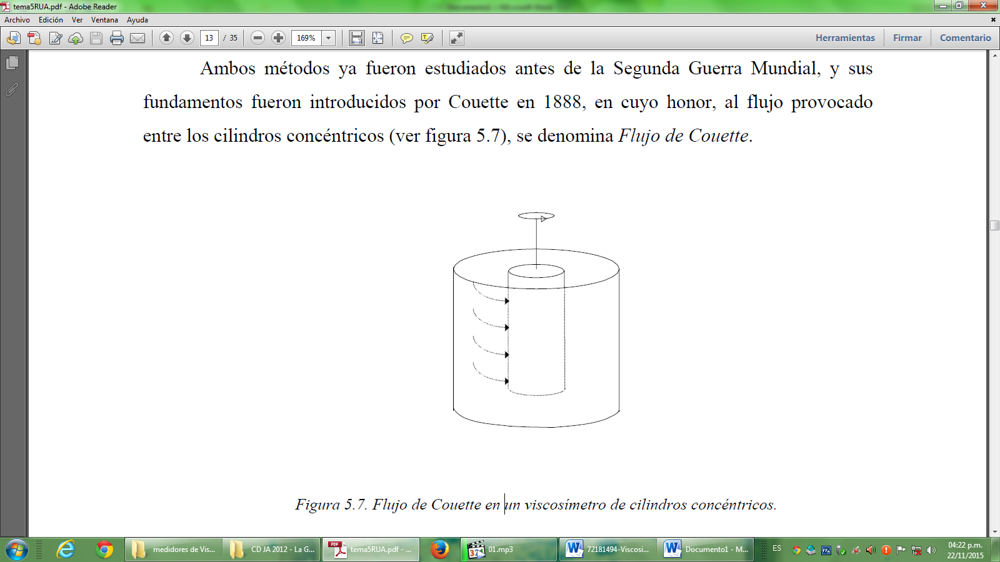 tema5RUA.pdf - Adobe Reader
Archivo Edición Ver Ventana Ayuda
13 / 35 169% Herramientas Firmar Comentario
Ambos métodos ya fueron estudiados antes de la Segunda Guerra Mundial, y sus
fundamentos fueron introducidos por Couette en 1888, en cuyo honor, al flujo provocado
entre los cilindros concéntricos (ver figura 5.7), se denomina Flujo de Couette.
Figura 5.7. Flujo de Couette en un viscosímetro de cilindros concéntricos.
medidores de Vis... CD JA 2012 - La G... tema5RUA.pdf - ... 01.mp3 72181494-Viscosi... Documento1 - M... ES 04:22 p.m.
22/11/2015